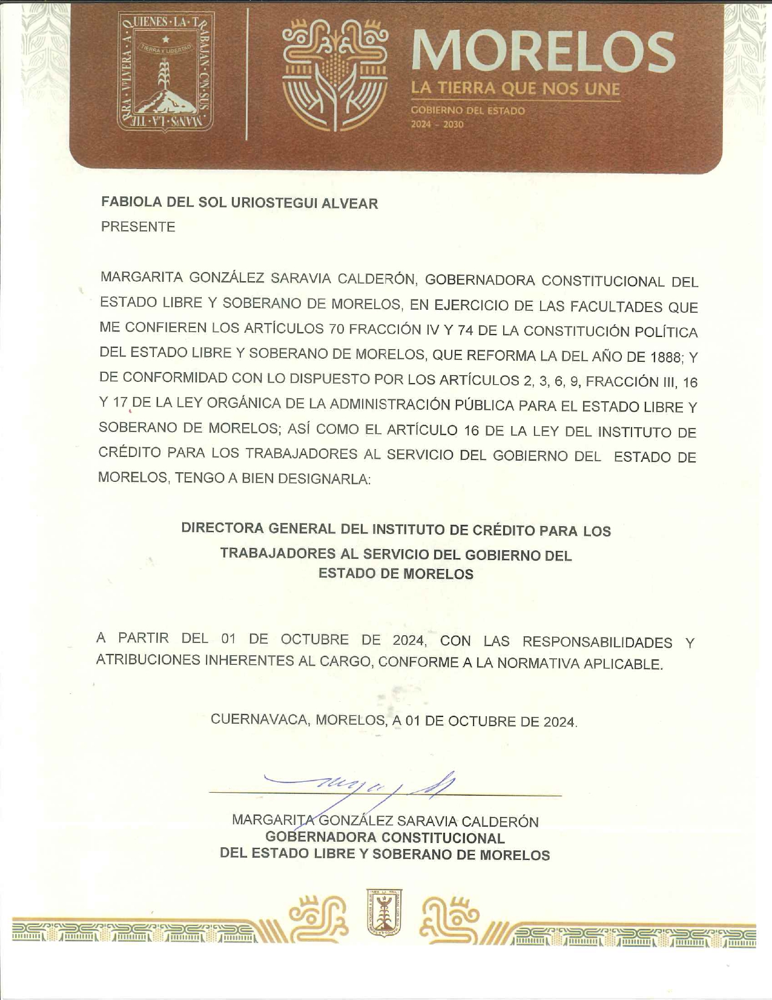 QUIENES·LA·TRABAJAN·CON·SUS·MANOS·LA·TIERRA·VOLVERA·A·
TIERRA Y LIBERTAD
MORELOS
LA TIERRA QUE NOS UNE
GOBIERNO DEL ESTADO
2024 - 2030
FABIOLA DEL SOL URIOSTEGUI ALVEAR
PRESENTE
MARGARITA GONZÁLEZ SARAVIA CALDERÓN, GOBERNADORA CONSTITUCIONAL DEL
ESTADO LIBRE Y SOBERANO DE MORELOS, EN EJERCICIO DE LAS FACULTADES QUE
ME CONFIEREN LOS ARTÍCULOS 70 FRACCIÓN IV Y 74 DE LA CONSTITUCIÓN POLÍTICA
DEL ESTADO LIBRE Y SOBERANO DE MORELOS, QUE REFORMA LA DEL AÑO DE 1888; Y
DE CONFORMIDAD CON LO DISPUESTO POR LOS ARTÍCULOS 2, 3, 6, 9, FRACCIÓN III, 16
Y 17 DE LA LEY ORGÁNICA DE LA ADMINISTRACIÓN PÚBLICA PARA EL ESTADO LIBRE Y
SOBERANO DE MORELOS; ASÍ COMO EL ARTÍCULO 16 DE LA LEY DEL INSTITUTO DE
CRÉDITO PARA LOS TRABAJADORES AL SERVICIO DEL GOBIERNO DEL ESTADO DE
MORELOS, TENGO A BIEN DESIGNARLA:
DIRECTORA GENERAL DEL INSTITUTO DE CRÉDITO PARA LOS
TRABAJADORES AL SERVICIO DEL GOBIERNO DEL
ESTADO DE MORELOS
A PARTIR DEL 01 DE OCTUBRE DE 2024, CON LAS RESPONSABILIDADES Y
ATRIBUCIONES INHERENTES AL CARGO, CONFORME A LA NORMATIVA APLICABLE.
CUERNAVACA, MORELOS, A 01 DE OCTUBRE DE 2024.
MARGARITA GONZÁLEZ SARAVIA CALDERÓN
GOBERNADORA CONSTITUCIONAL
DEL ESTADO LIBRE Y SOBERANO DE MORELOS